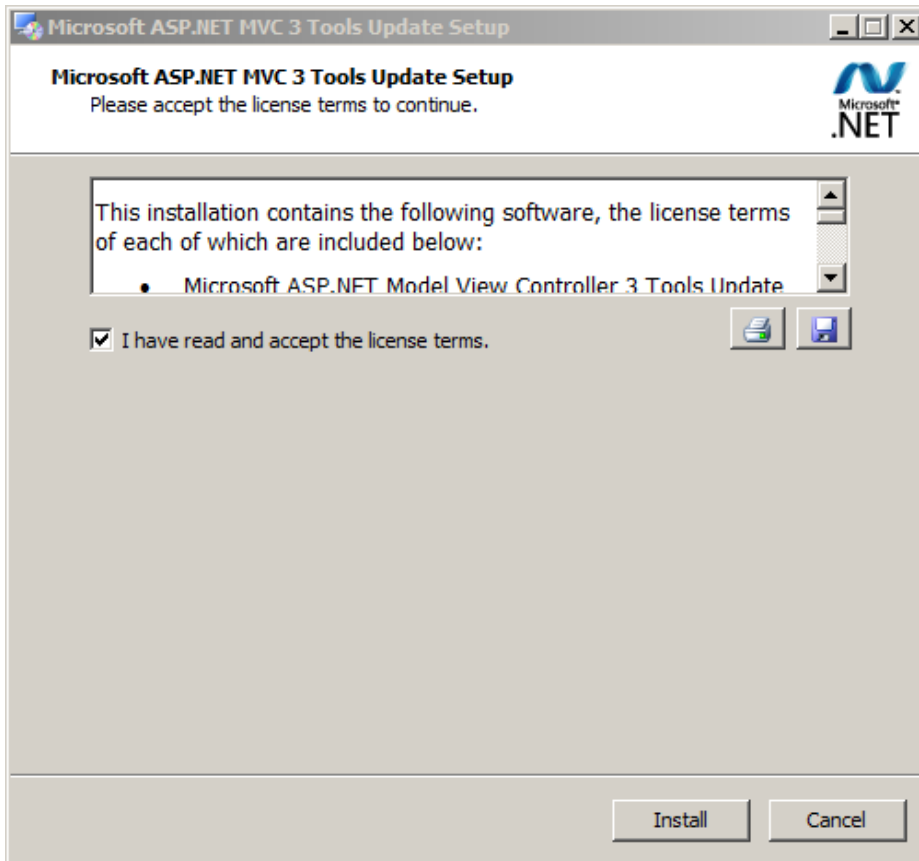 Microsoft ASP.NET MVC 3 Tools Update Setup
Microsoft ASP.NET MVC 3 Tools Update Setup
Please accept the license terms to continue.
Microsoft®
.NET
This installation contains the following software, the license terms
of each of which are included below:
• Microsoft ASP.NET Model View Controller 3 Tools Update
I have read and accept the license terms.
Install Cancel